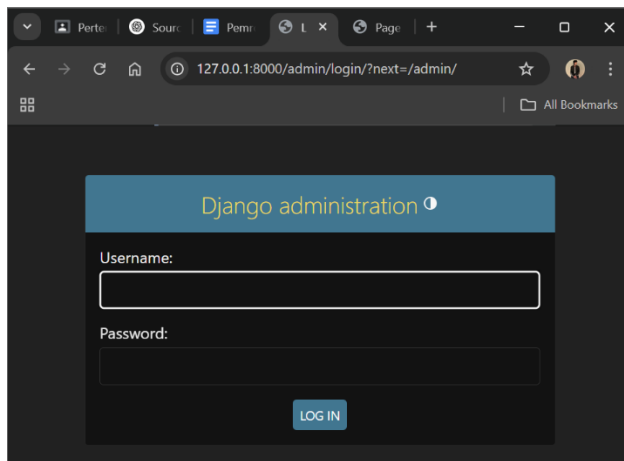 Perte Sourc Pemr L Page
127.0.0.1:8000/admin/login/?next=/admin/
All Bookmarks
Django administration
Username:
Password:
LOG IN